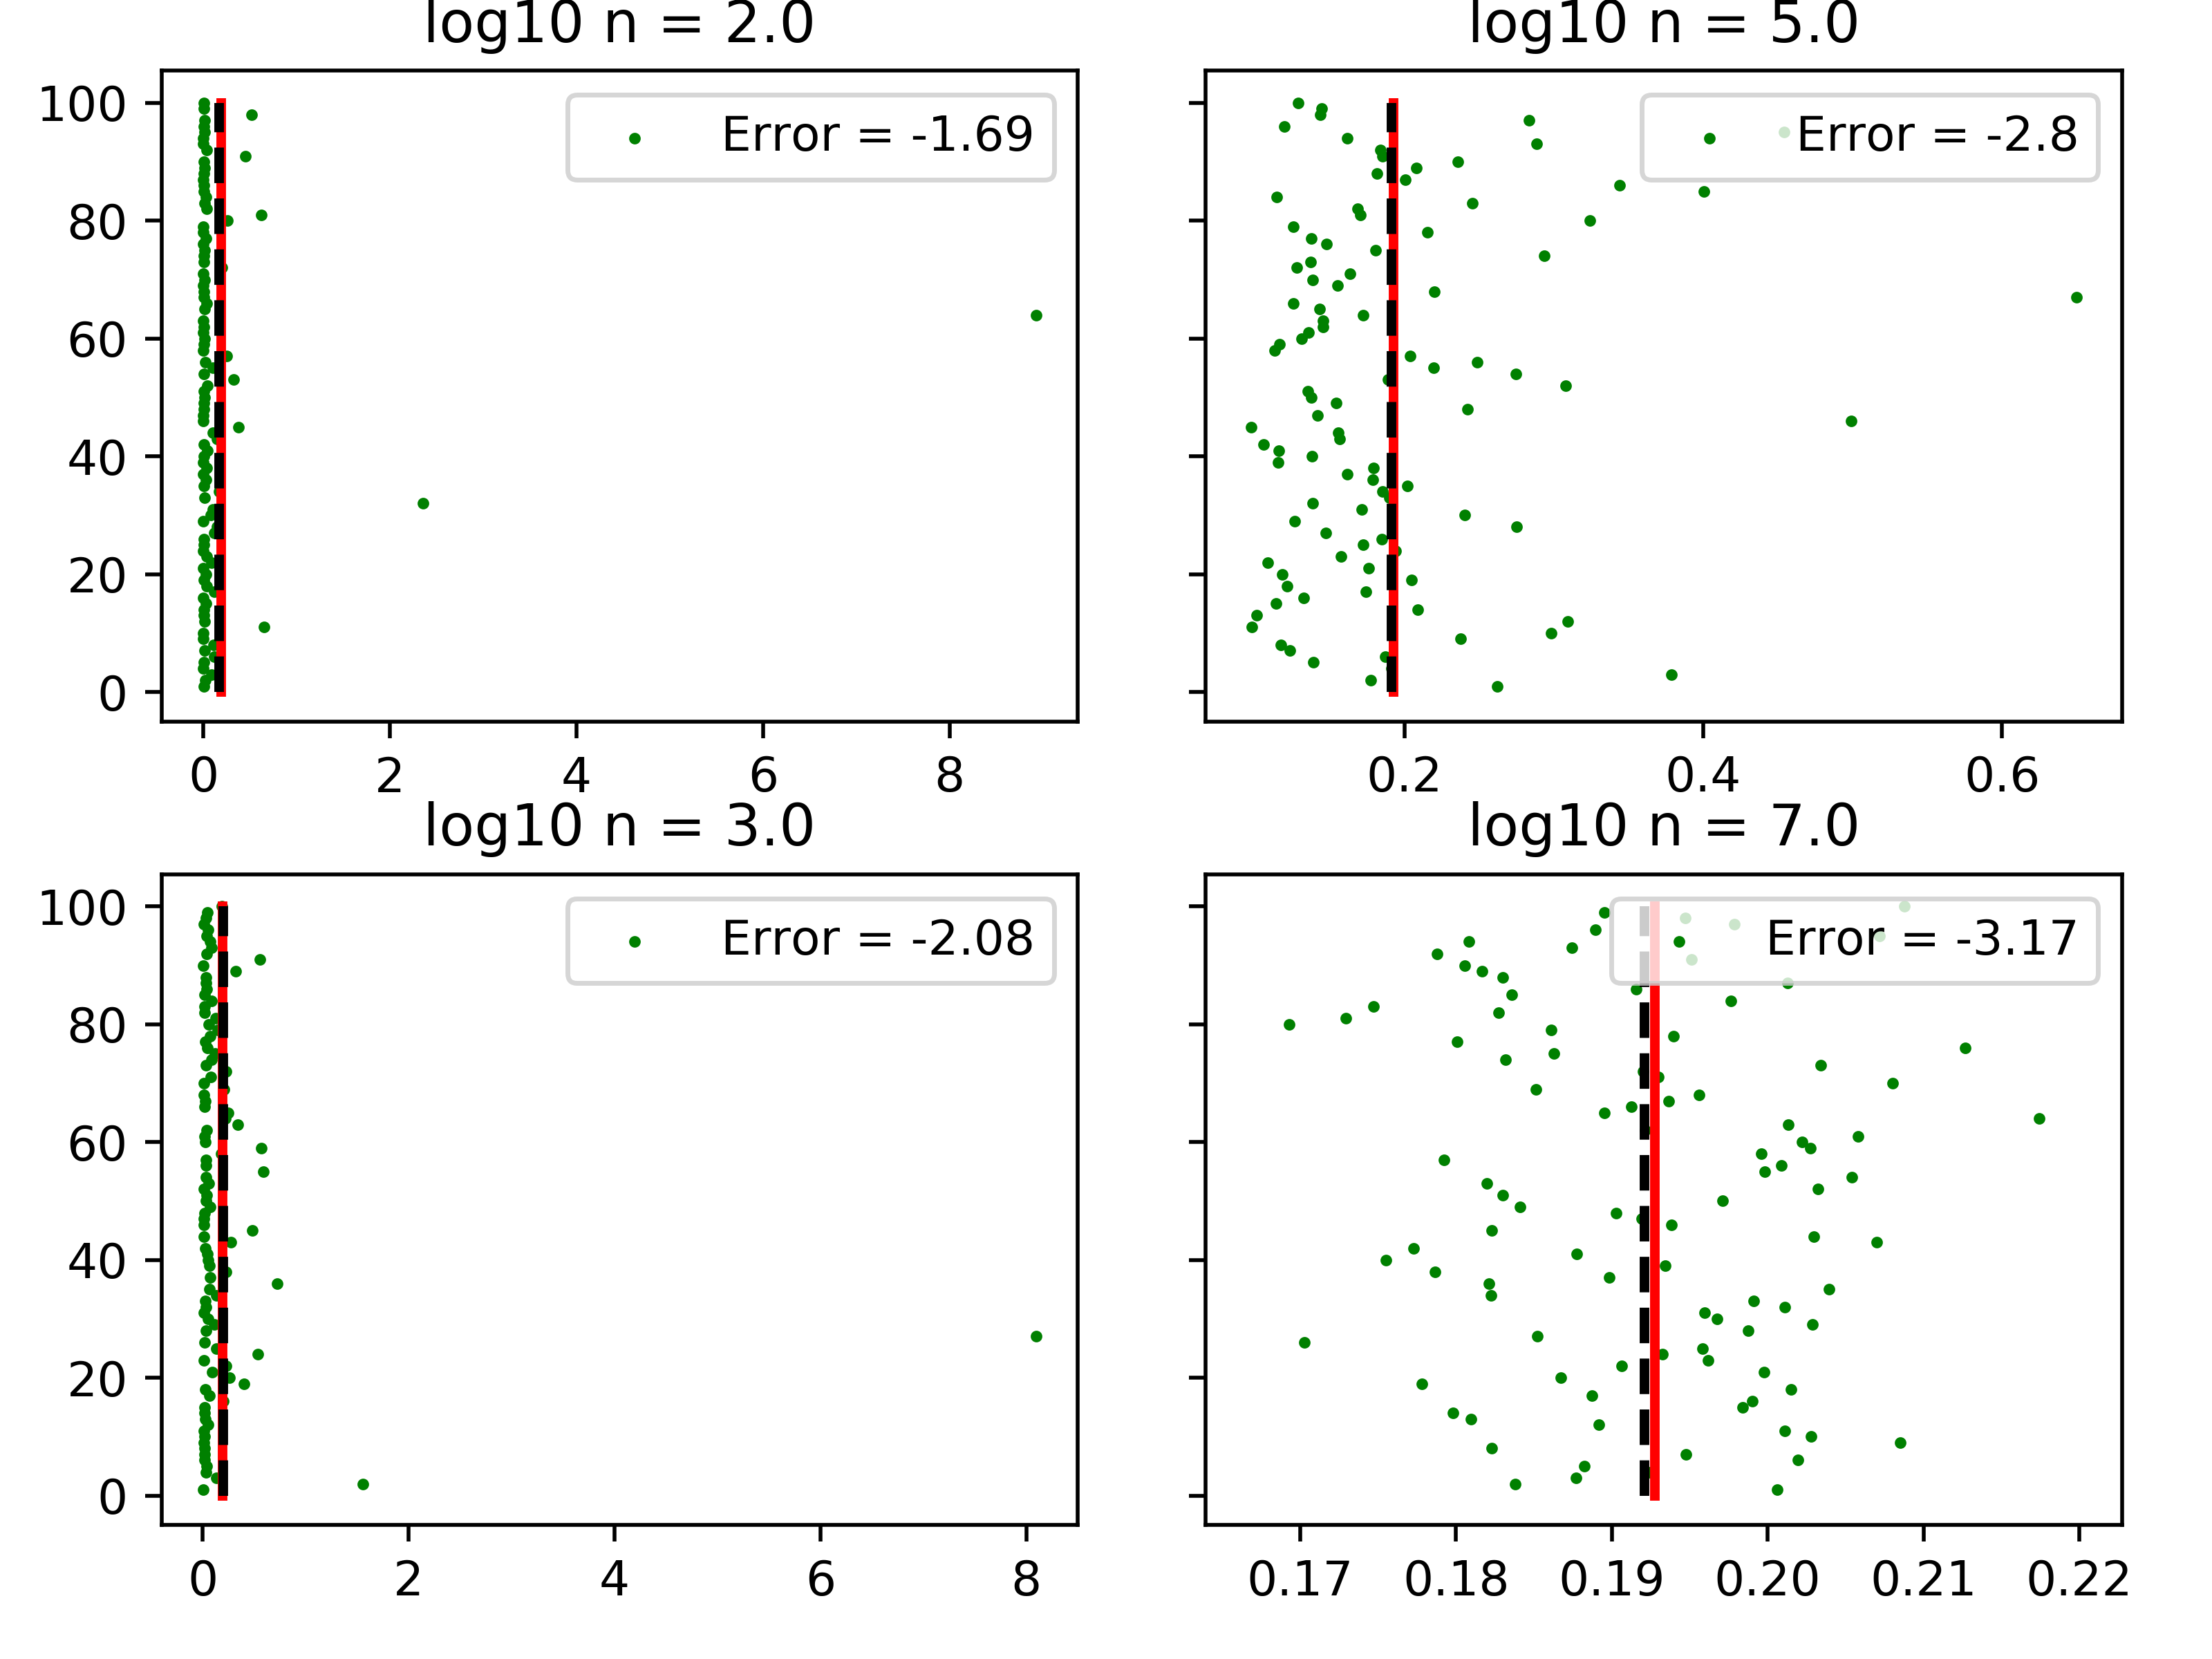 log10 n = 2.0
100
80
60
40
20
0
Error = -1.69
0 2 4 6 8
log10 n = 5.0
Error = -2.8
0.2 0.4 0.6
log10 n = 3.0
100
80
60
40
20
0
Error = -2.08
0 2 4 6 8
log10 n = 7.0
Error = -3.17
0.17 0.18 0.19 0.20 0.21 0.22